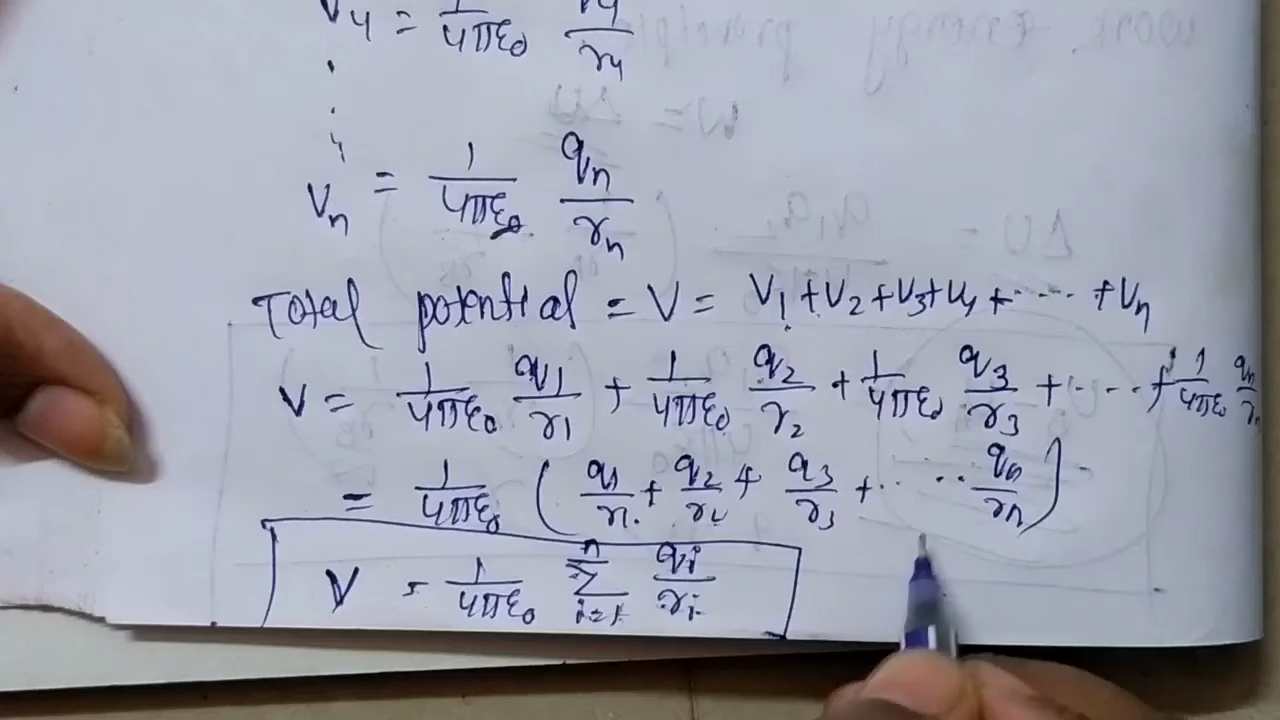 V4 = 1/4πε0 q4/r4
Vn = 1/4πε0 qn/rn
Total potential = V = V1 + V2 + V3 + V4 + ..... + Vn
V = 1/4πε0 q1/r1 + 1/4πε0 q2/r2 + 1/4πε0 q3/r3 + ..... + 1/4πε0 qn/rn
= 1/4πε0 ( q1/r1 + q2/r2 + q3/r3 + ..... qn/rn )
V = 1/4πε0 n∑i=1 qi/ri